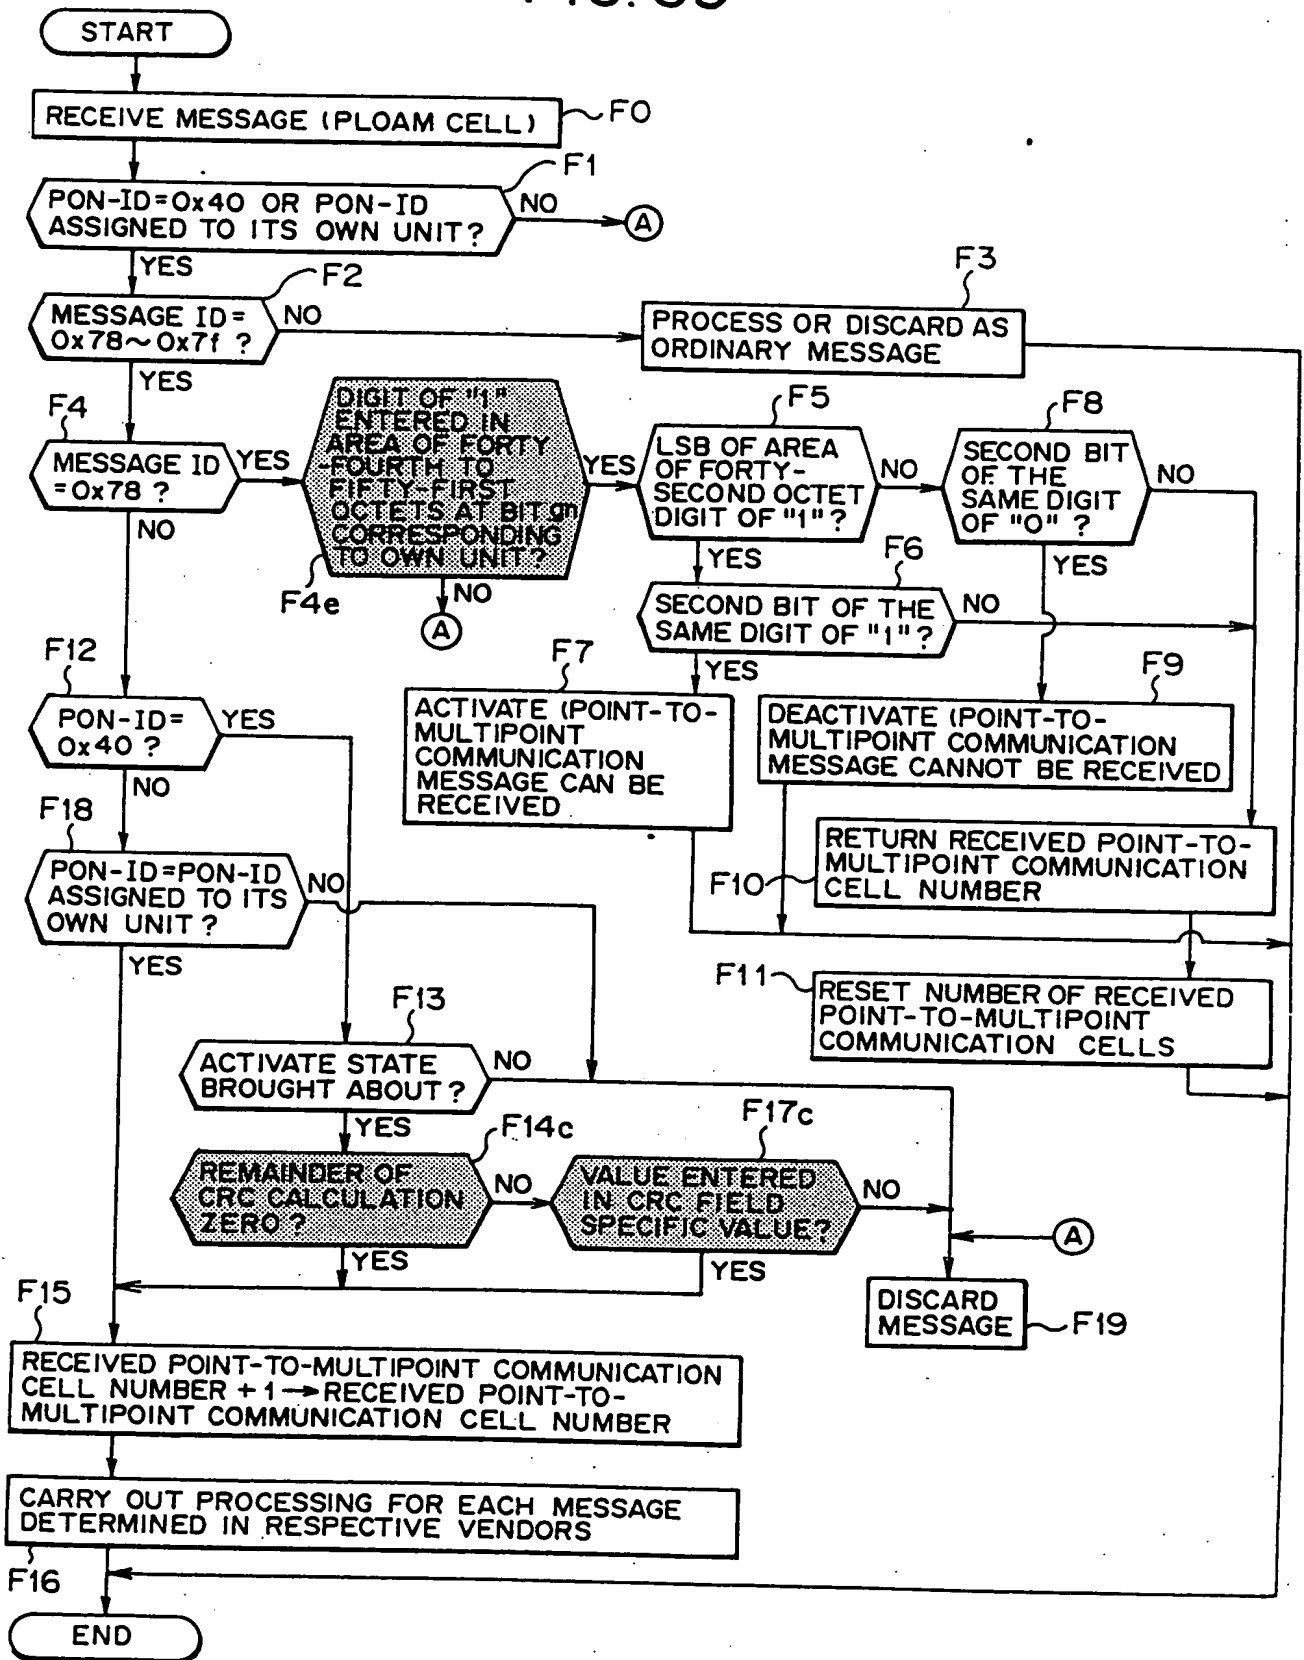 START
RECEIVE MESSAGE (PLOAM CELL)
F0
F1
PON-ID=0x40 OR PON-ID
ASSIGNED TO ITS OWN UNIT?
NO
A
YES
F2
MESSAGE ID=
0x78~0x7f ?
NO
F3
PROCESS OR DISCARD AS
ORDINARY MESSAGE
YES
F4
MESSAGE ID
=0x78 ?
YES
NO
DIGIT OF "1"
ENTERED IN
AREA OF FORTY
-FOURTH TO
FIFTY-FIRST
OCTETS AT BIT an
CORRESPONDING
TO OWN UNIT?
F4e
YES
NO
A
F5
LSB OF AREA
OF FORTY-
SECOND OCTET
DIGIT OF "1"?
NO
YES
F8
SECOND BIT
OF THE
SAME DIGIT
OF "0" ?
NO
YES
F6
SECOND BIT OF THE
SAME DIGIT OF "1"?
NO
YES
F7
ACTIVATE (POINT-TO-
MULTIPOINT
COMMUNICATION
MESSAGE CAN BE
RECEIVED
F9
DEACTIVATE (POINT-TO-
MULTIPOINT COMMUNICATION
MESSAGE CANNOT BE RECEIVED
F10
RETURN RECEIVED POINT-TO-
MULTIPOINT COMMUNICATION
CELL NUMBER
F11
RESET NUMBER OF RECEIVED
POINT-TO-MULTIPOINT
COMMUNICATION CELLS
F12
PON-ID=
0x40 ?
YES
NO
F18
PON-ID=PON-ID
ASSIGNED TO ITS
OWN UNIT ?
NO
YES
F13
ACTIVATE STATE
BROUGHT ABOUT ?
NO
YES
F14c
REMAINDER OF
CRC CALCULATION
ZERO ?
NO
YES
F17c
VALUE ENTERED
IN CRC FIELD
SPECIFIC VALUE?
NO
YES
A
DISCARD
MESSAGE
F19
F15
RECEIVED POINT-TO-MULTIPOINT COMMUNICATION
CELL NUMBER +1→RECEIVED POINT-TO-
MULTIPOINT COMMUNICATION CELL NUMBER
CARRY OUT PROCESSING FOR EACH MESSAGE
DETERMINED IN RESPECTIVE VENDORS
F16
END